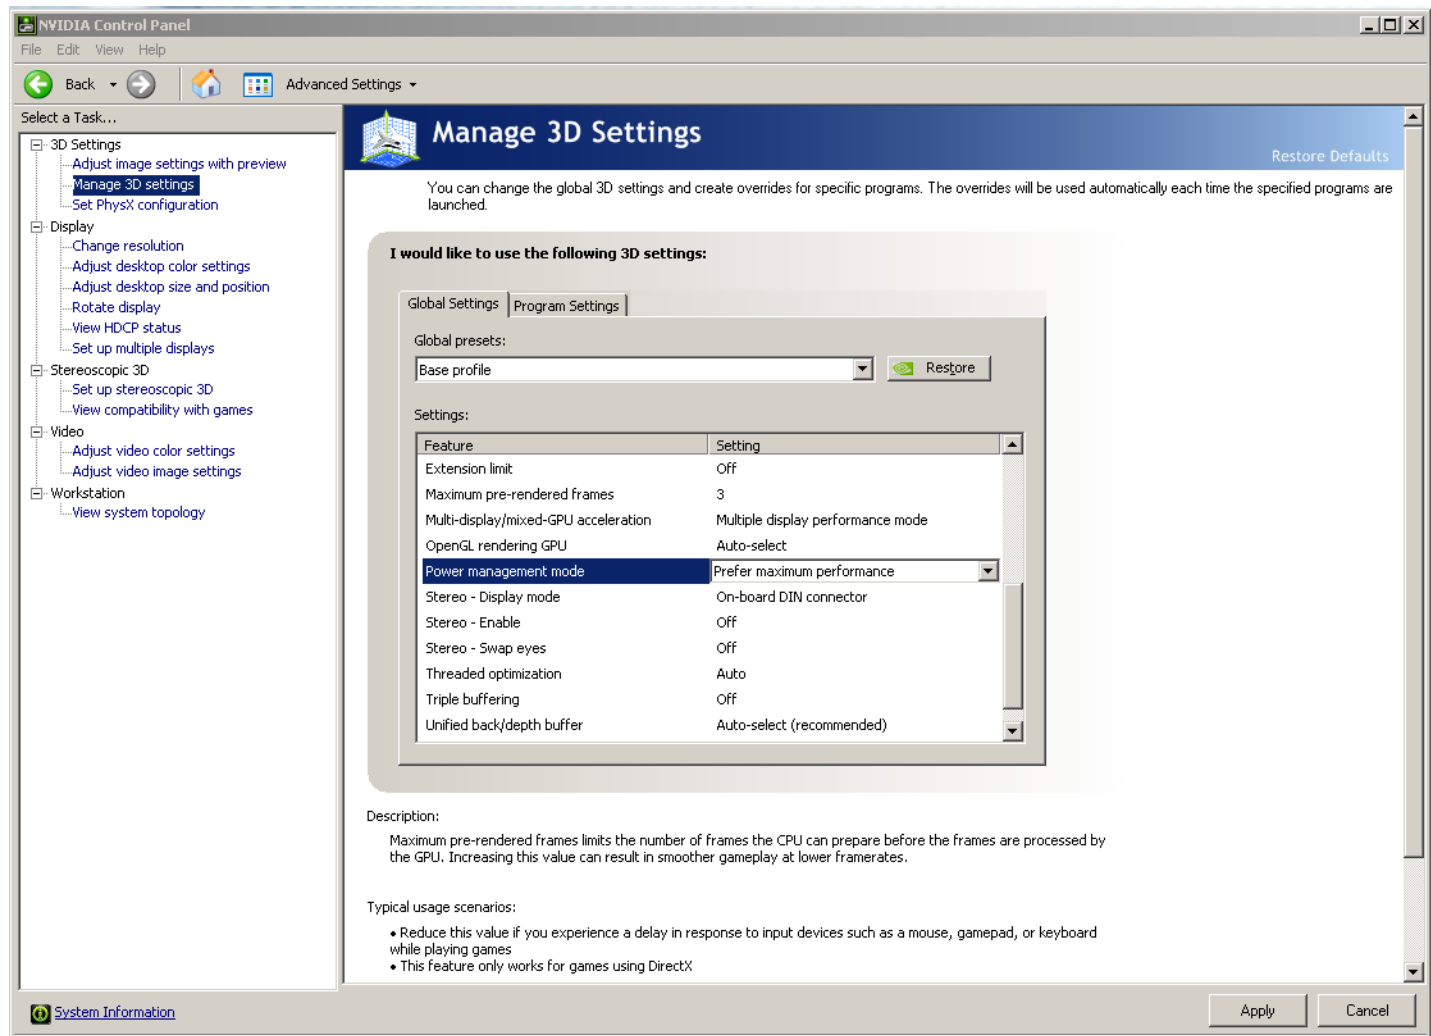 NVIDIA Control Panel
File Edit View Help
Back Advanced Settings
Select a Task...
3D Settings
Adjust image settings with preview
Manage 3D settings
Set PhysX configuration
Display
Change resolution
Adjust desktop color settings
Adjust desktop size and position
Rotate display
View HDCP status
Set up multiple displays
Stereoscopic 3D
Set up stereoscopic 3D
View compatibility with games
Video
Adjust video color settings
Adjust video image settings
Workstation
View system topology
Manage 3D Settings
Restore Defaults
You can change the global 3D settings and create overrides for specific programs. The overrides will be used automatically each time the specified programs are
launched.
I would like to use the following 3D settings:
Global Settings Program Settings
Global presets:
Base profile Restore
Settings:
Feature Setting
Extension limit Off
Maximum pre-rendered frames 3
Multi-display/mixed-GPU acceleration Multiple display performance mode
OpenGL rendering GPU Auto-select
Power management mode Prefer maximum performance
Stereo - Display mode On-board DIN connector
Stereo - Enable Off
Stereo - Swap eyes Off
Threaded optimization Auto
Triple buffering Off
Unified back/depth buffer Auto-select (recommended)
Description:
Maximum pre-rendered frames limits the number of frames the CPU can prepare before the frames are processed by
the GPU. Increasing this value can result in smoother gameplay at lower framerates.
Typical usage scenarios:
• Reduce this value if you experience a delay in response to input devices such as a mouse, gamepad, or keyboard
while playing games
• This feature only works for games using DirectX
System Information
Apply Cancel